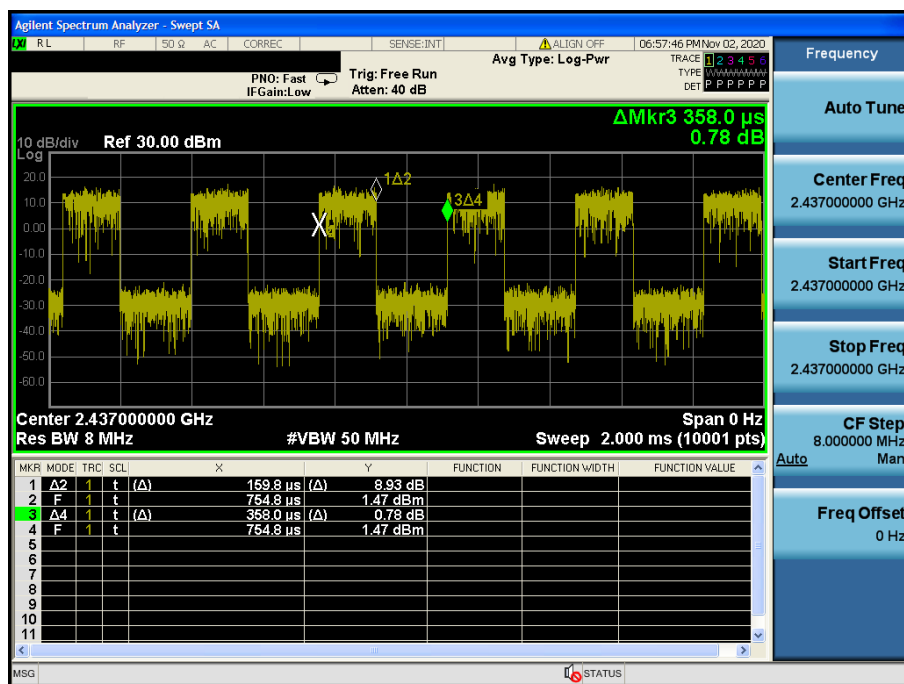 Agilent Spectrum Analyzer - Swept SA
LXI RL RF 50 Ω AC CORREC SENSE:INT ALIGN OFF 06:57:46 PM Nov 02, 2020
Avg Type: Log-Pwr
TRACE 1 2 3 4 5 6
TYPE
DET P P P P P P
PNO: Fast Trig: Free Run
IFGain:Low Atten: 40 dB
ΔMkr3 358.0 µs
0.78 dB
10 dB/div Ref 30.00 dBm
Log
20.0
10.0
0.00
-10.0
-20.0
-30.0
-40.0
-50.0
-60.0
1Δ2
3Δ4
Center 2.437000000 GHz Span 0 Hz
Res BW 8 MHz #VBW 50 MHz Sweep 2.000 ms (10001 pts)
MKR MODE TRC SCL X Y FUNCTION FUNCTION WIDTH FUNCTION VALUE
1 Δ2 1 t (Δ) 159.8 µs (Δ) 8.93 dB
2 F 1 t 754.8 µs 1.47 dBm
3 Δ4 1 t (Δ) 358.0 µs (Δ) 0.78 dB
4 F 1 t 754.8 µs 1.47 dBm
5
6
7
8
9
10
11
MSG STATUS
Frequency
Auto Tune
Center Freq
2.437000000 GHz
Start Freq
2.437000000 GHz
Stop Freq
2.437000000 GHz
CF Step
8.000000 MHz
Auto Man
Freq Offset
0 Hz